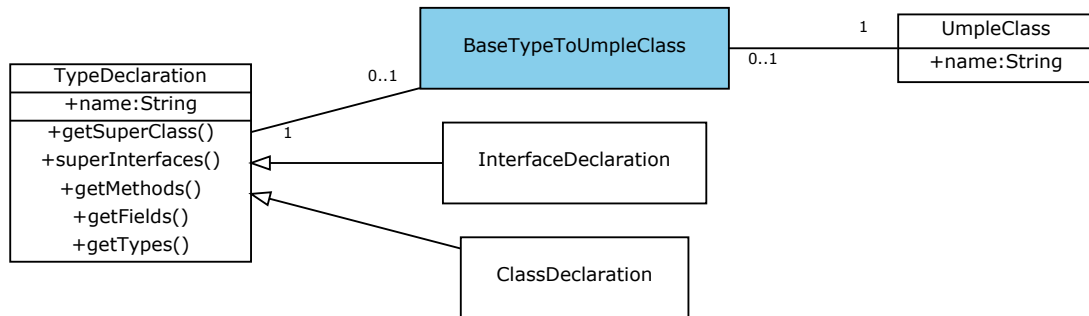 BaseTypeToUmpleClass
1
UmpleClass
0..1
+name:String
TypeDeclaration
0..1
+name:String
+getSuperClass()
1
+superInterfaces()
InterfaceDeclaration
+getMethods()
+getFields()
+getTypes()
ClassDeclaration